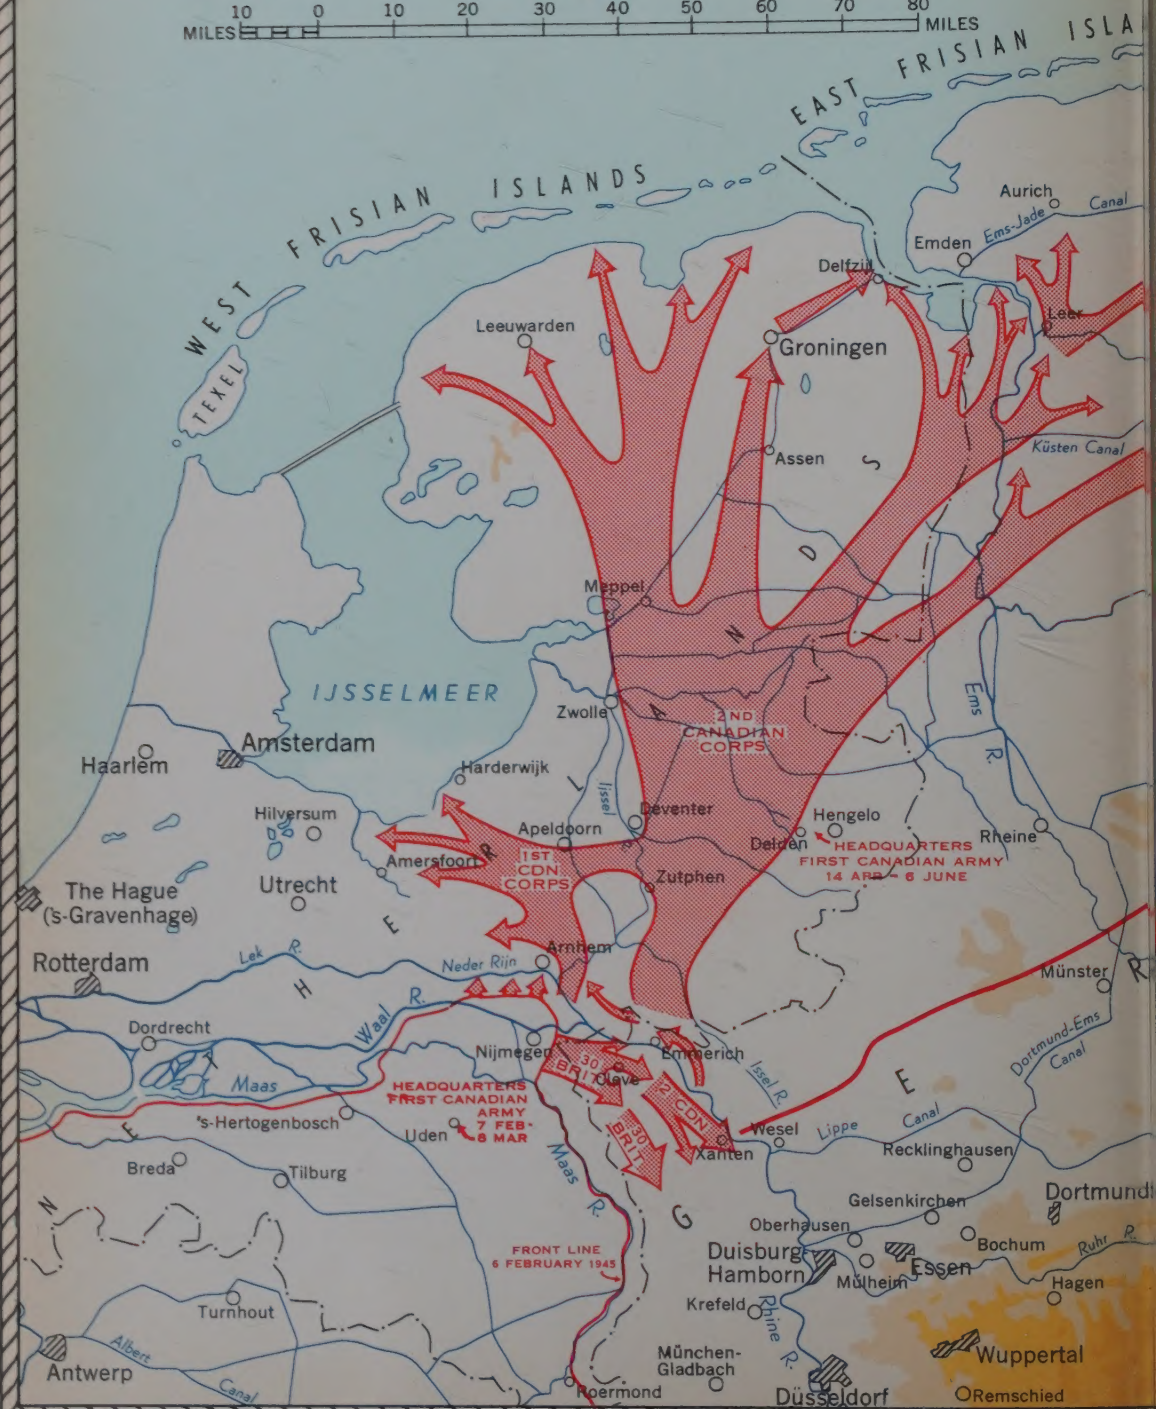 10 0 10 20 30 40 50 60 70 80
MILES MILES
EAST FRISIAN ISLA
WEST FRISIAN ISLANDS
TEXEL
Aurich
Ems-Jade Canal
Emden
Delfzijl
Leer
Leeuwarden
Groningen
Assen
Küsten Canal
Meppel
IJSSELMEER
Zwolle
2ND
CANADIAN
CORPS
Ems R.
Amsterdam
Haarlem
Harderwijk
Hilversum
Ijssel
Deventer
Apeldoorn
Hengelo
Delden
Rheine
HEADQUARTERS
FIRST CANADIAN ARMY
14 APR - 6 JUNE
Amersfoort
1ST
CDN
CORPS
Zutphen
The Hague
('s-Gravenhage)
Utrecht
Arnhem
Lek R.
Neder Rijn
Rotterdam
Münster
R
Waal R.
Dordrecht
Nijmegen
Emmerich
Issel R.
Dortmund-Ems
Canal
Maas
30
BRIT
Cleve
HEADQUARTERS
FIRST CANADIAN
ARMY
7 FEB-
8 MAR
's-Hertogenbosch
Uden
2 CDN
30
BRIT
Xanten
Wesel
Lippe Canal
Recklinghausen
Breda
Tilburg
Maas R.
NETHERLANDS
G E R
Gelsenkirchen
Dortmund
Oberhausen
Bochum
Ruhr R.
FRONT LINE
6 FEBRUARY 1945
Duisburg-
Hamborn
Essen
Mülheim
Hagen
Turnhout
Krefeld
Rhine R.
Albert
Canal
Antwerp
München-
Gladbach
Wuppertal
Roermond
Düsseldorf
Remscheid